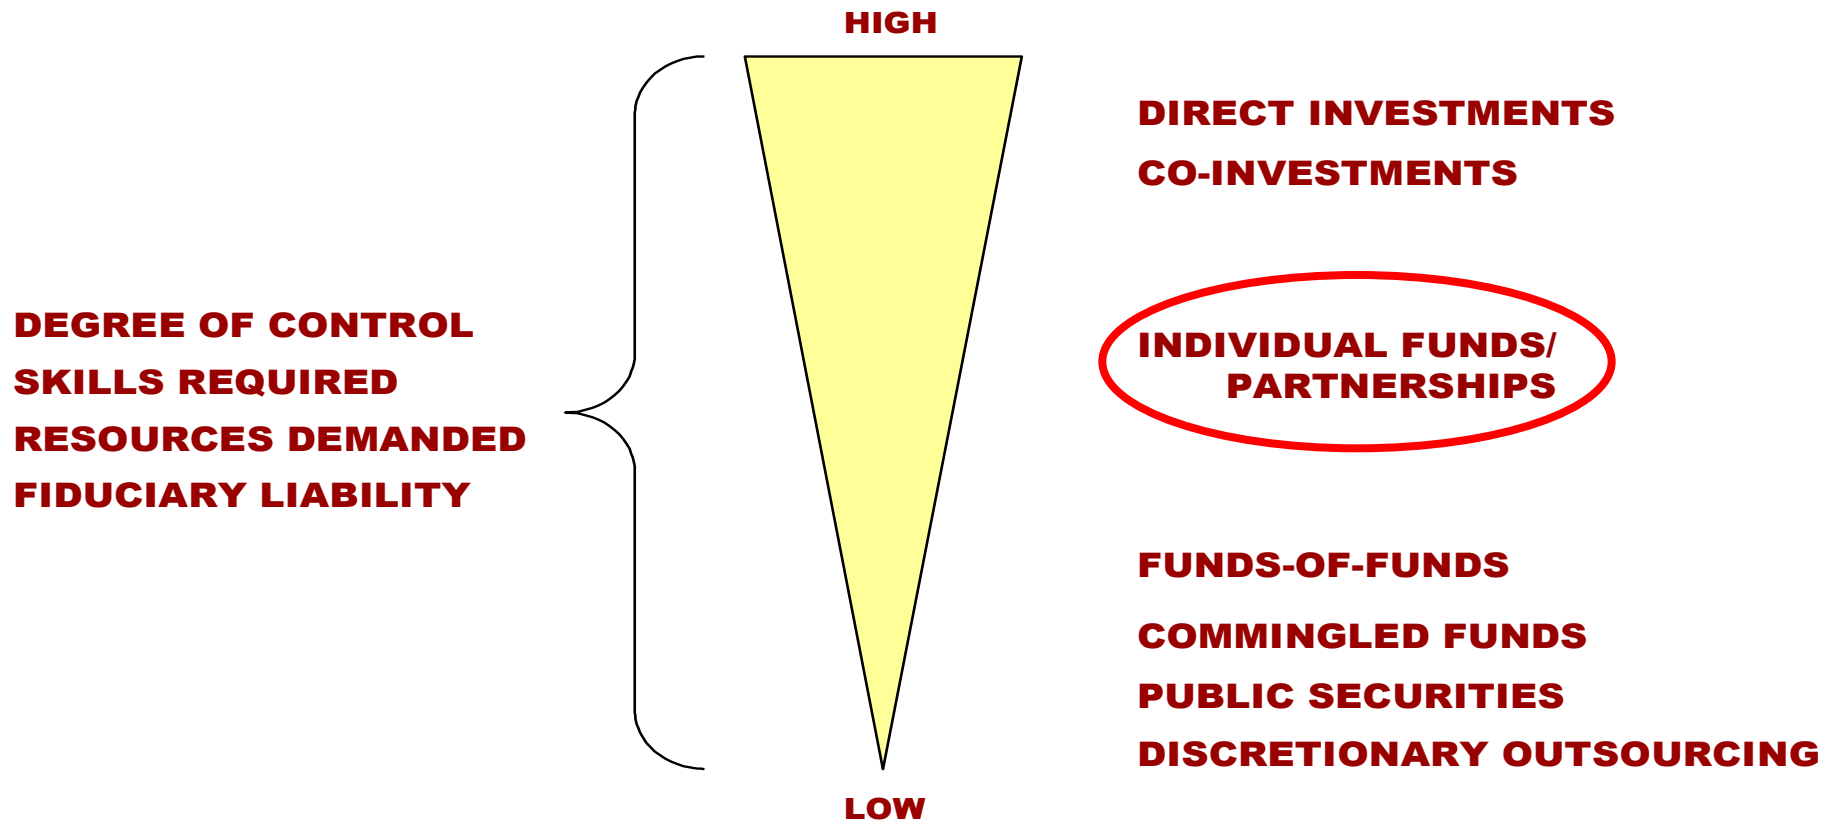 HIGH
DIRECT INVESTMENTS
CO-INVESTMENTS
DEGREE OF CONTROL
SKILLS REQUIRED
RESOURCES DEMANDED
FIDUCIARY LIABILITY
INDIVIDUAL FUNDS/
PARTNERSHIPS
FUNDS-OF-FUNDS
COMMINGLED FUNDS
PUBLIC SECURITIES
DISCRETIONARY OUTSOURCING
LOW